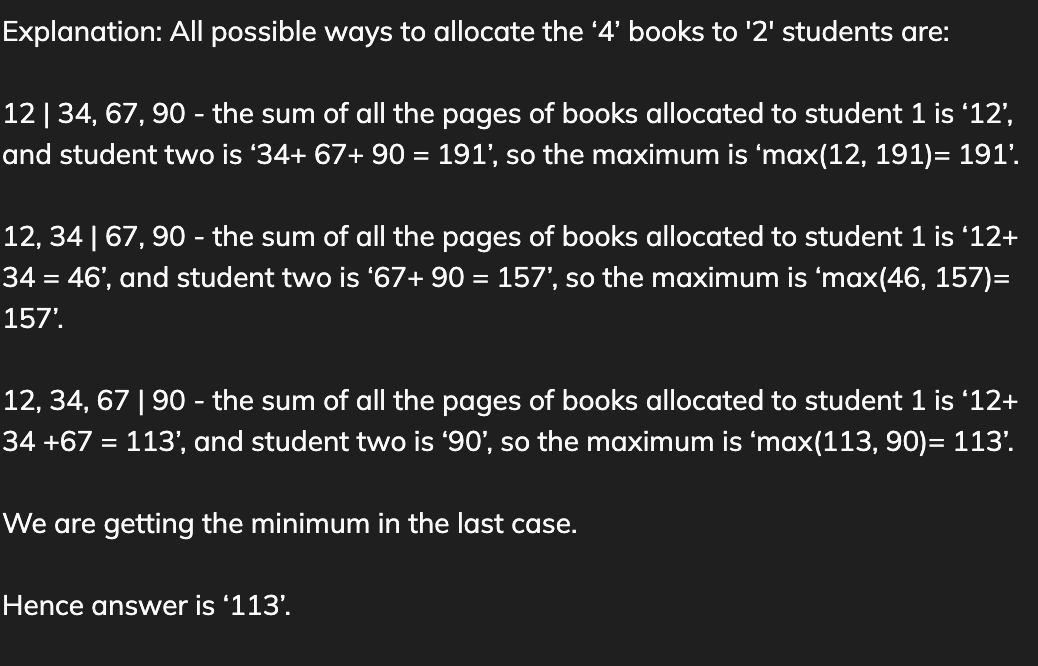 Explanation: All possible ways to allocate the ‘4’ books to '2' students are:
12 | 34, 67, 90 - the sum of all the pages of books allocated to student 1 is ‘12’,
and student two is ‘34+ 67+ 90 = 191’, so the maximum is ‘max(12, 191)= 191’.
12, 34 | 67, 90 - the sum of all the pages of books allocated to student 1 is ‘12+
34 = 46’, and student two is ‘67+ 90 = 157’, so the maximum is ‘max(46, 157)=
157’.
12, 34, 67 | 90 - the sum of all the pages of books allocated to student 1 is ‘12+
34 +67 = 113’, and student two is ‘90’, so the maximum is ‘max(113, 90)= 113’.
We are getting the minimum in the last case.
Hence answer is ‘113’.